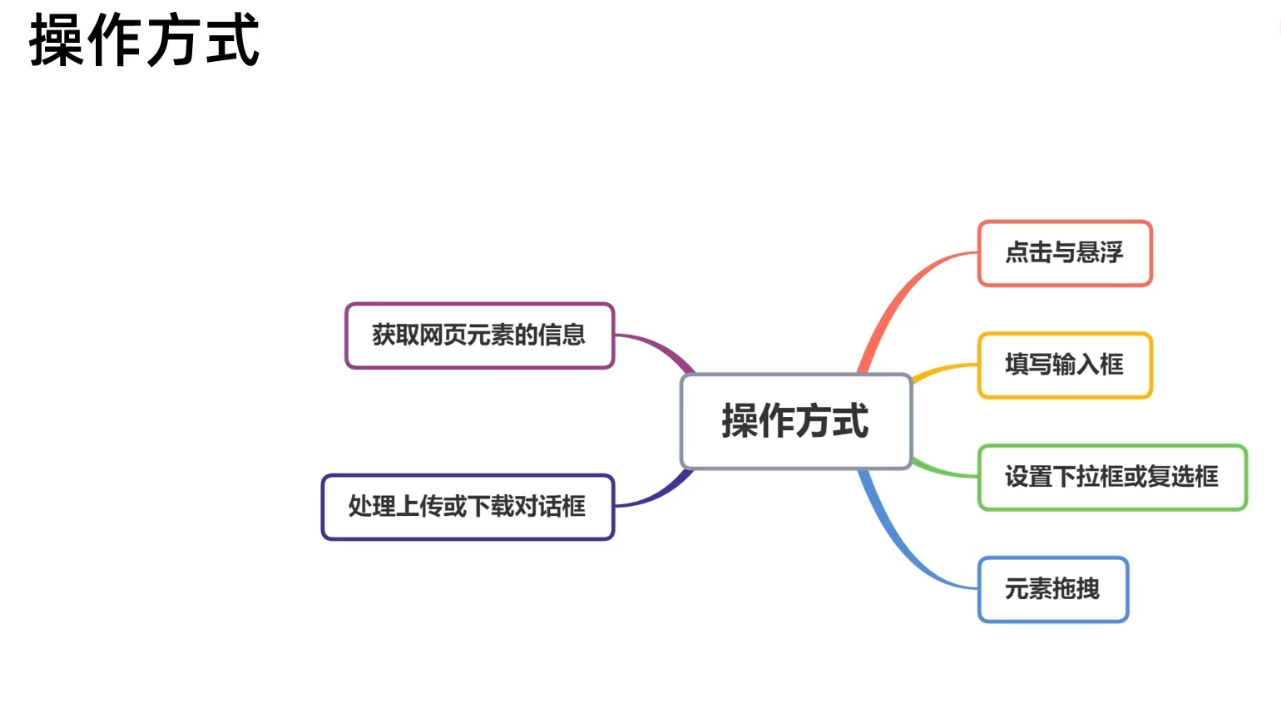 操作方式
点击与悬浮
获取网页元素的信息
填写输入框
操作方式
设置下拉框或复选框
处理上传或下载对话框
元素拖拽